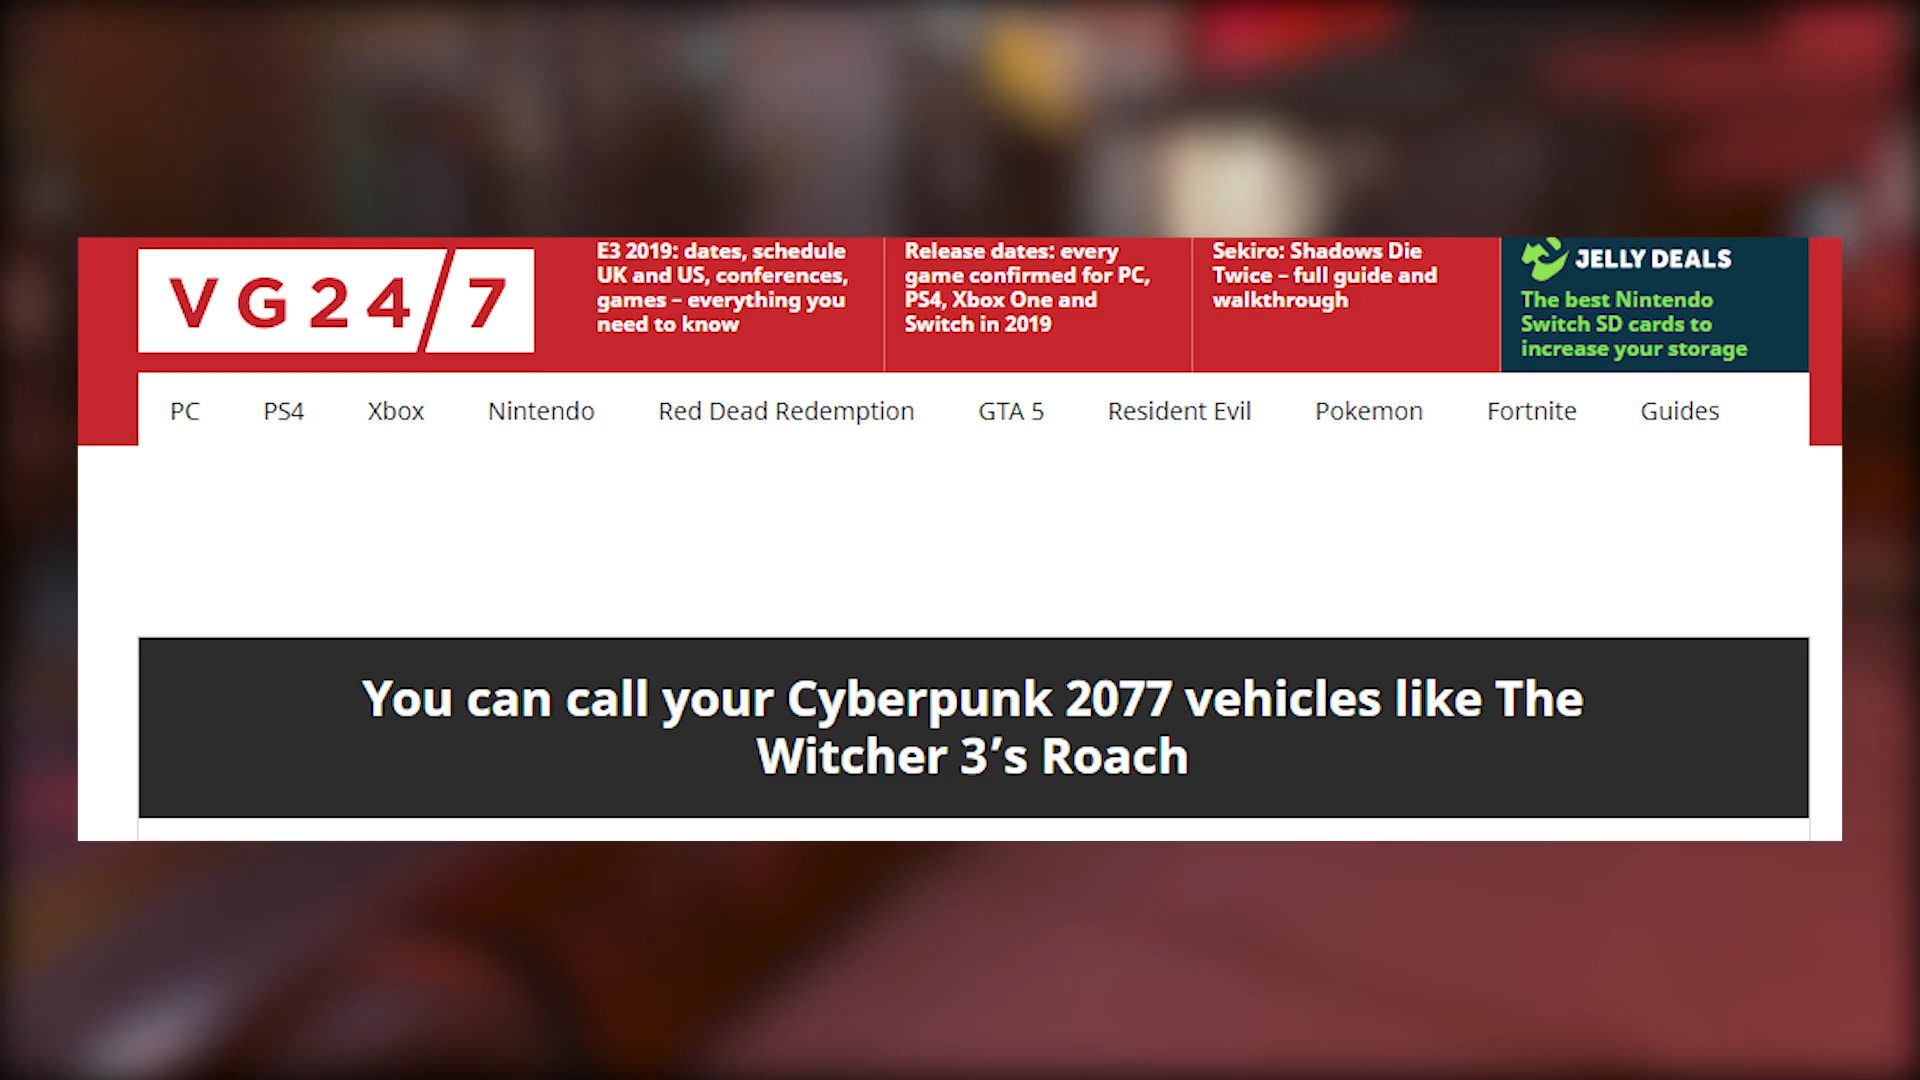 VG24/7
E3 2019: dates, schedule
UK and US, conferences,
games – everything you
need to know
Release dates: every
game confirmed for PC,
PS4, Xbox One and
Switch in 2019
Sekiro: Shadows Die
Twice – full guide and
walkthrough
JELLY DEALS
The best Nintendo
Switch SD cards to
increase your storage
PC PS4 Xbox Nintendo Red Dead Redemption GTA 5 Resident Evil Pokemon Fortnite Guides
You can call your Cyberpunk 2077 vehicles like The
Witcher 3’s Roach